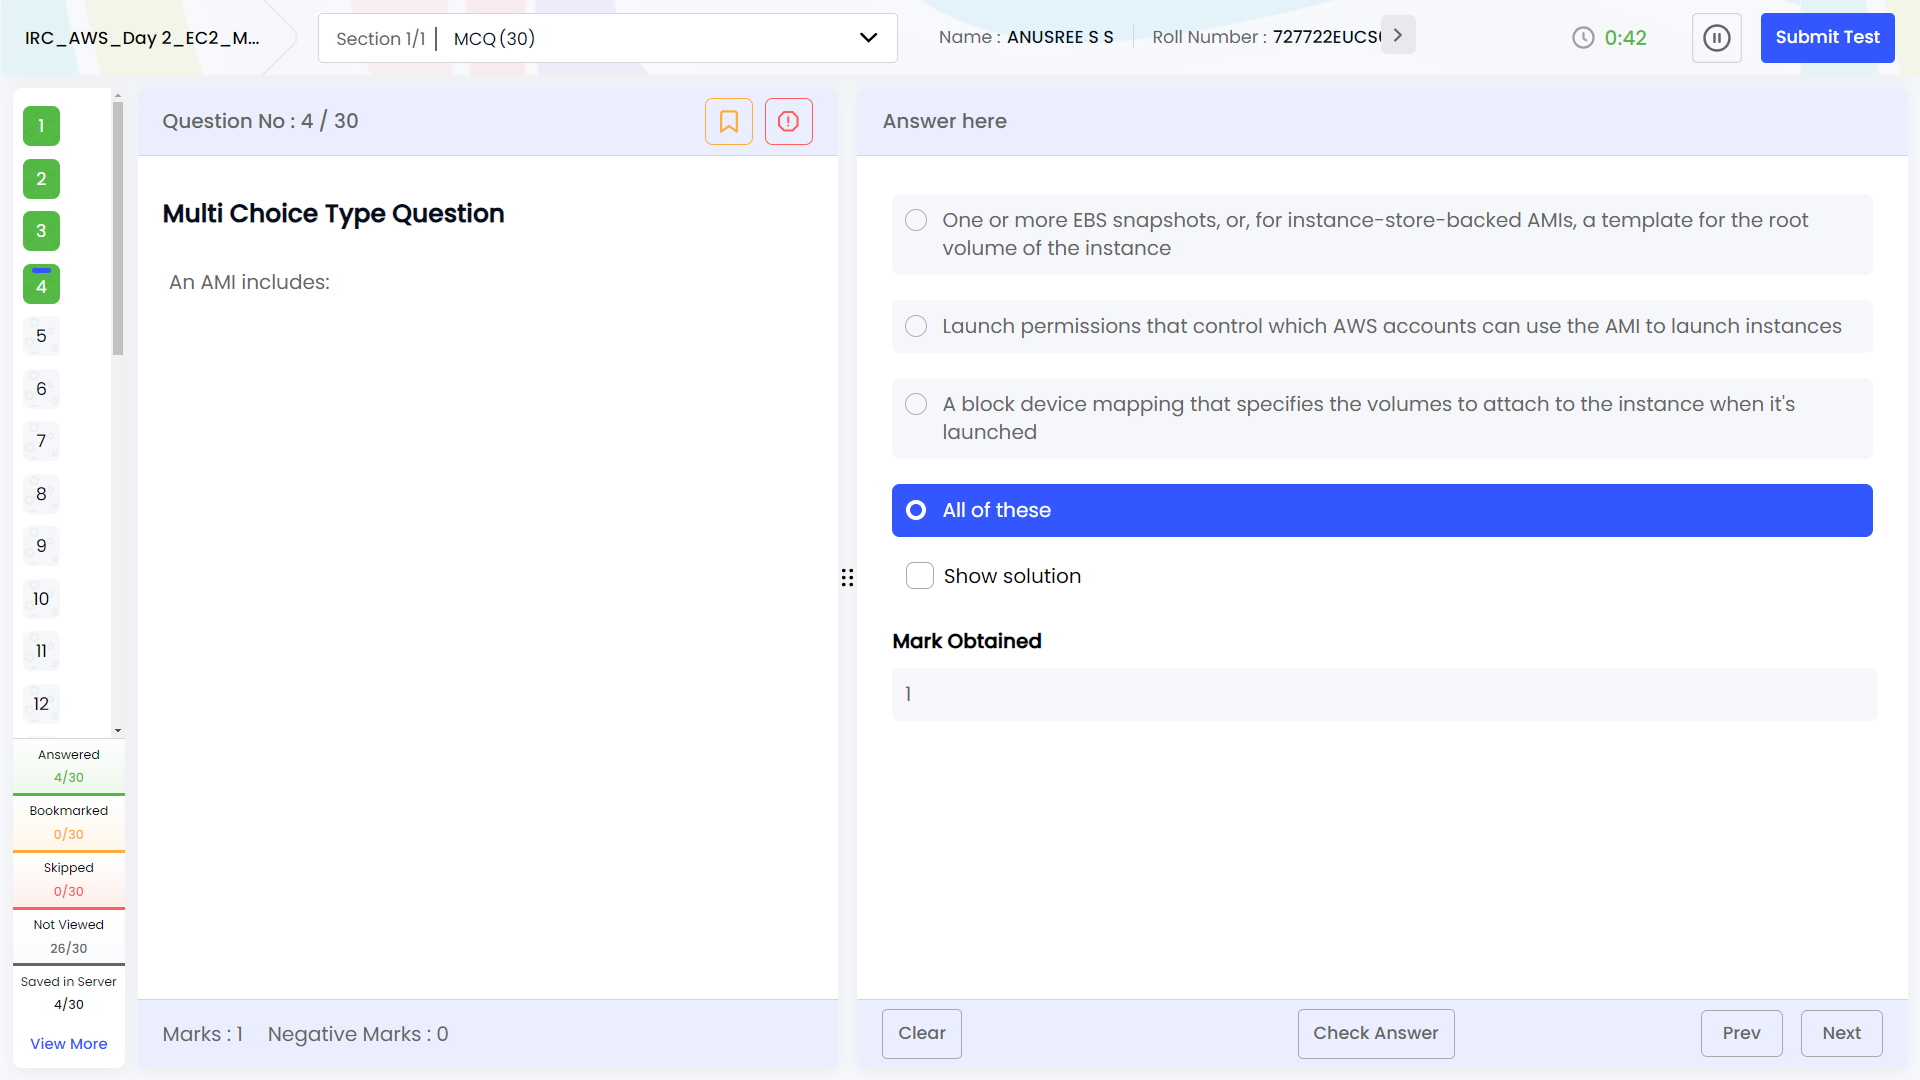 IRC_AWS_Day 2_EC2_M...
Section 1/1 | MCQ (30)
Name : ANUSREE S S
Roll Number : 727722EUCS
0:42
Submit Test
1
2
3
4
5
6
7
8
9
10
11
12
Answered
4/30
Bookmarked
0/30
Skipped
0/30
Not Viewed
26/30
Saved in Server
4/30
View More
Question No : 4 / 30
Multi Choice Type Question
An AMI includes:
Marks : 1 Negative Marks : 0
Answer here
One or more EBS snapshots, or, for instance-store-backed AMIs, a template for the root
volume of the instance
Launch permissions that control which AWS accounts can use the AMI to launch instances
A block device mapping that specifies the volumes to attach to the instance when it's
launched
All of these
Show solution
Mark Obtained
1
Clear
Check Answer
Prev
Next